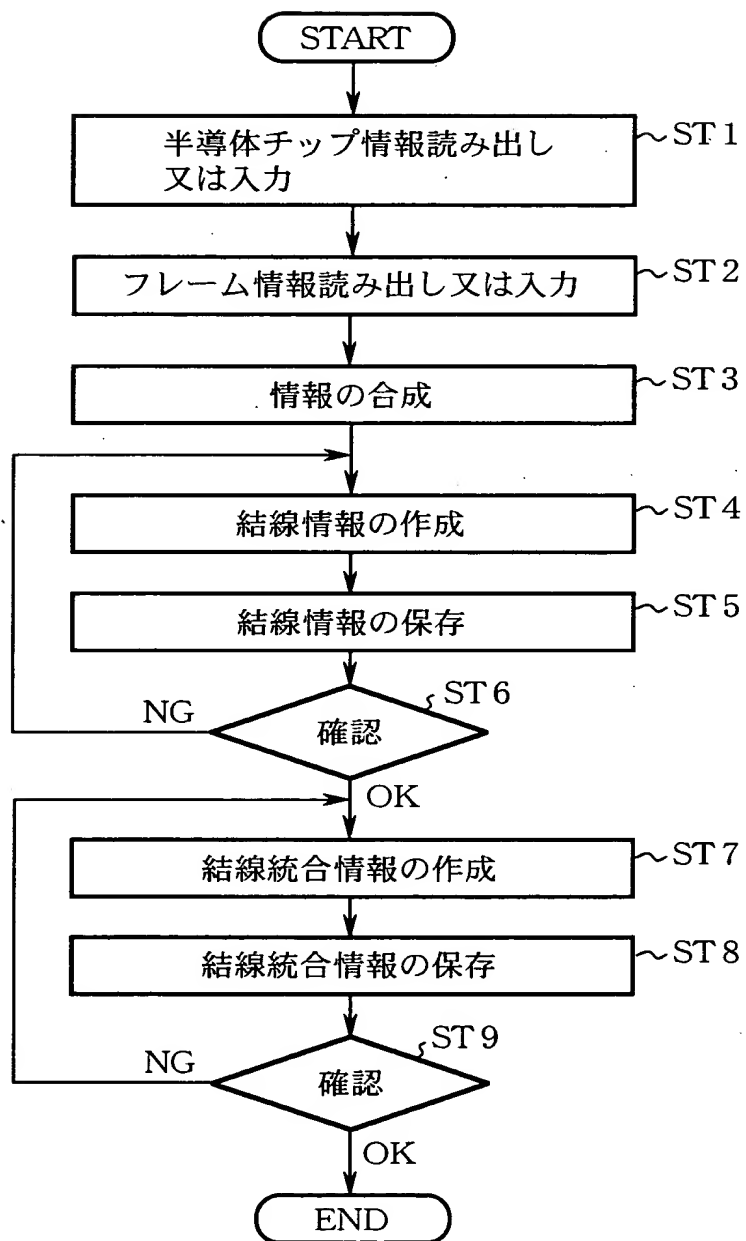 START
半導体チップ情報読み出し
又は入力
ST1
フレーム情報読み出し又は入力
ST2
情報の合成
ST3
結線情報の作成
ST4
結線情報の保存
ST5
ST6
NG
確認
OK
結線統合情報の作成
ST7
結線統合情報の保存
ST8
ST9
NG
確認
OK
END